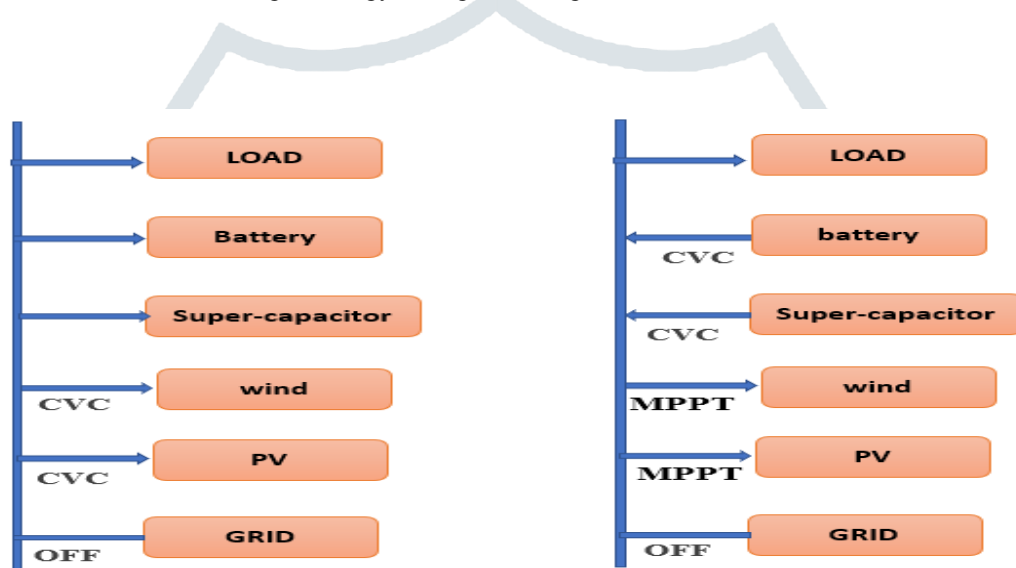 LOAD
Battery
Super-capacitor
wind
CVC
PV
CVC
GRID
OFF
LOAD
battery
CVC
Super-capacitor
CVC
wind
MPPT
PV
MPPT
GRID
OFF